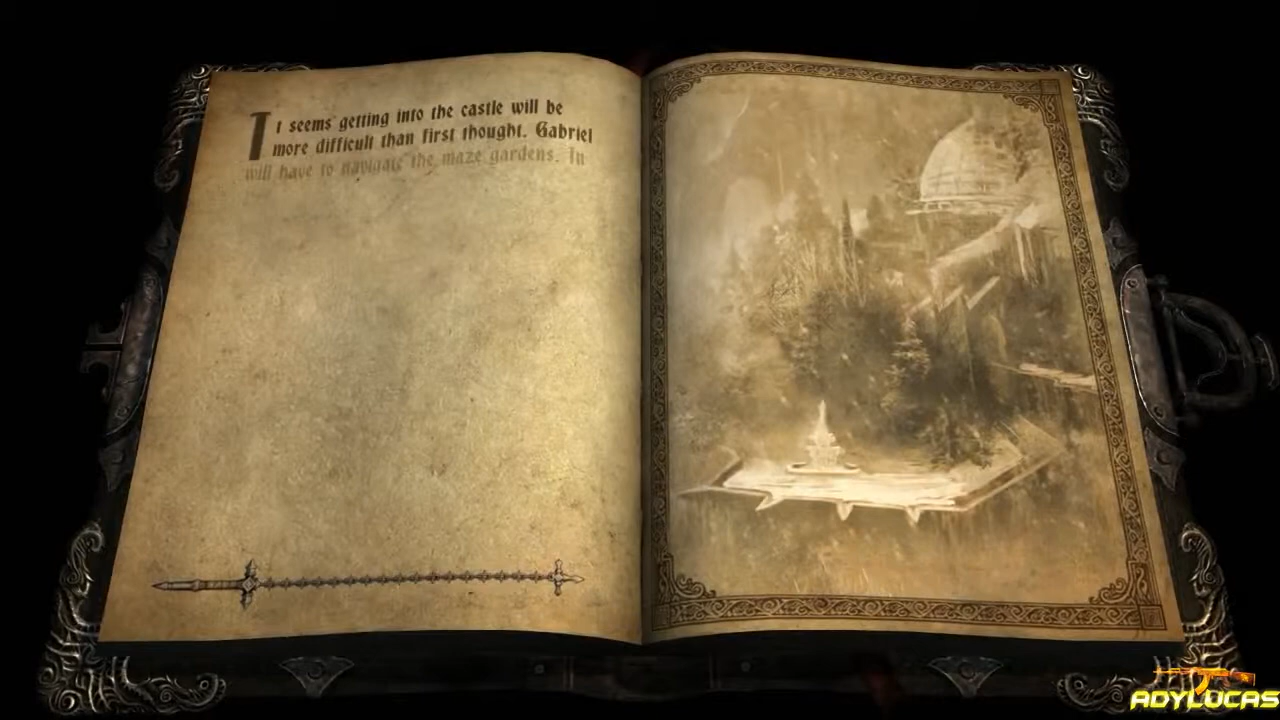 It seems getting into the castle will be
more difficult than first thought. Gabriel
will have to navigate the maze gardens. In
ADYLUCAS